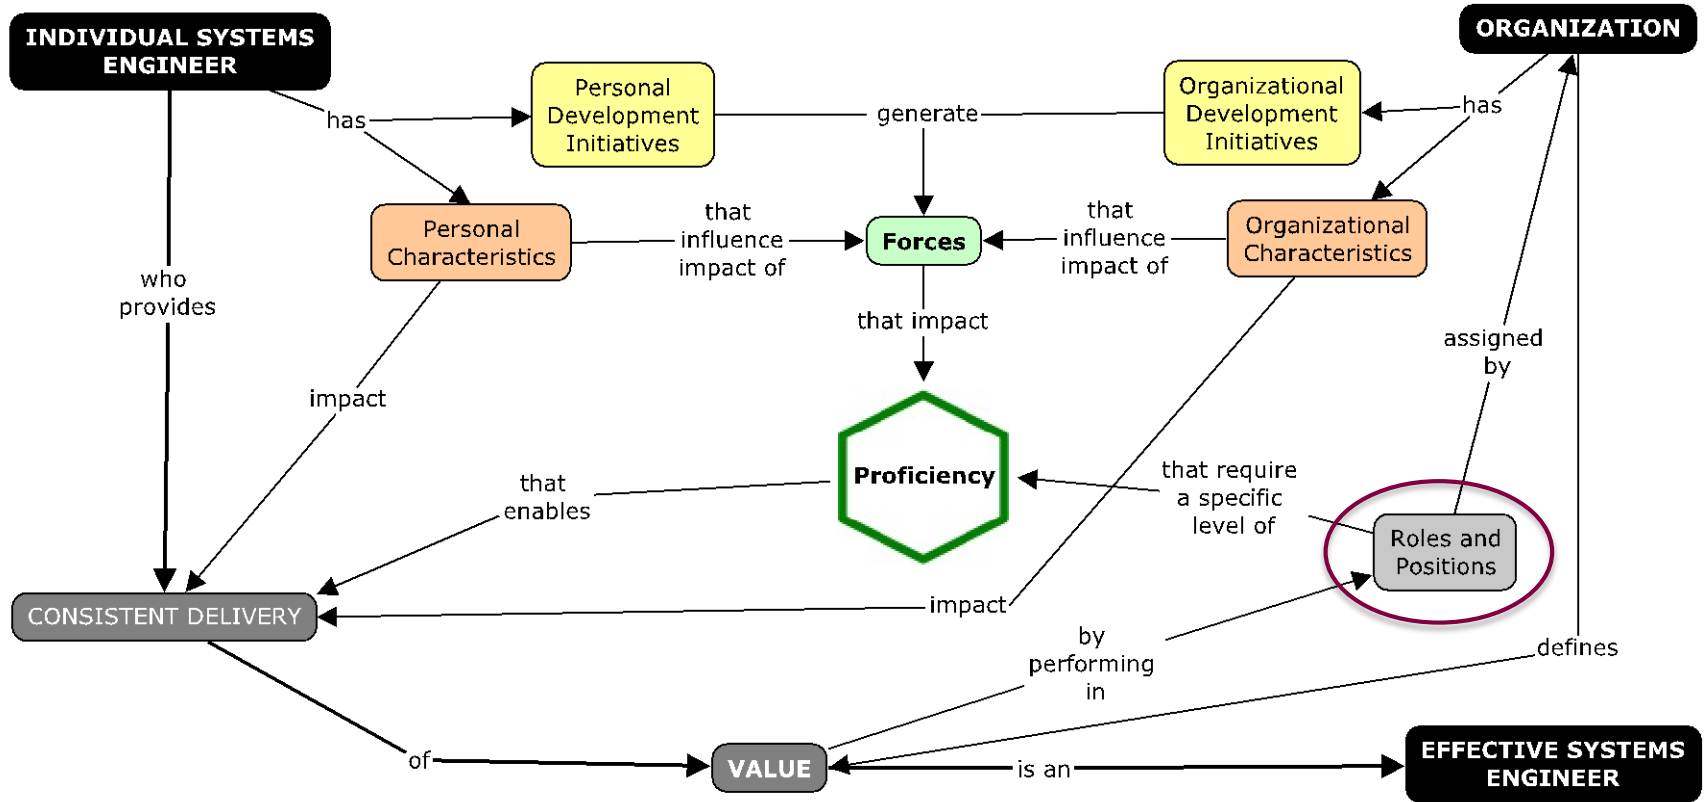 INDIVIDUAL SYSTEMS
ENGINEER
ORGANIZATION
Personal
Development
Initiatives
generate
Organizational
Development
Initiatives
has
has
Personal
Characteristics
that
influence
impact of
Forces
that
influence
impact of
Organizational
Characteristics
who
provides
that impact
assigned
by
impact
Proficiency
that
enables
that require
a specific
level of
Roles and
Positions
CONSISTENT DELIVERY
impact
by
performing
in
defines
of
VALUE
is an
EFFECTIVE SYSTEMS
ENGINEER